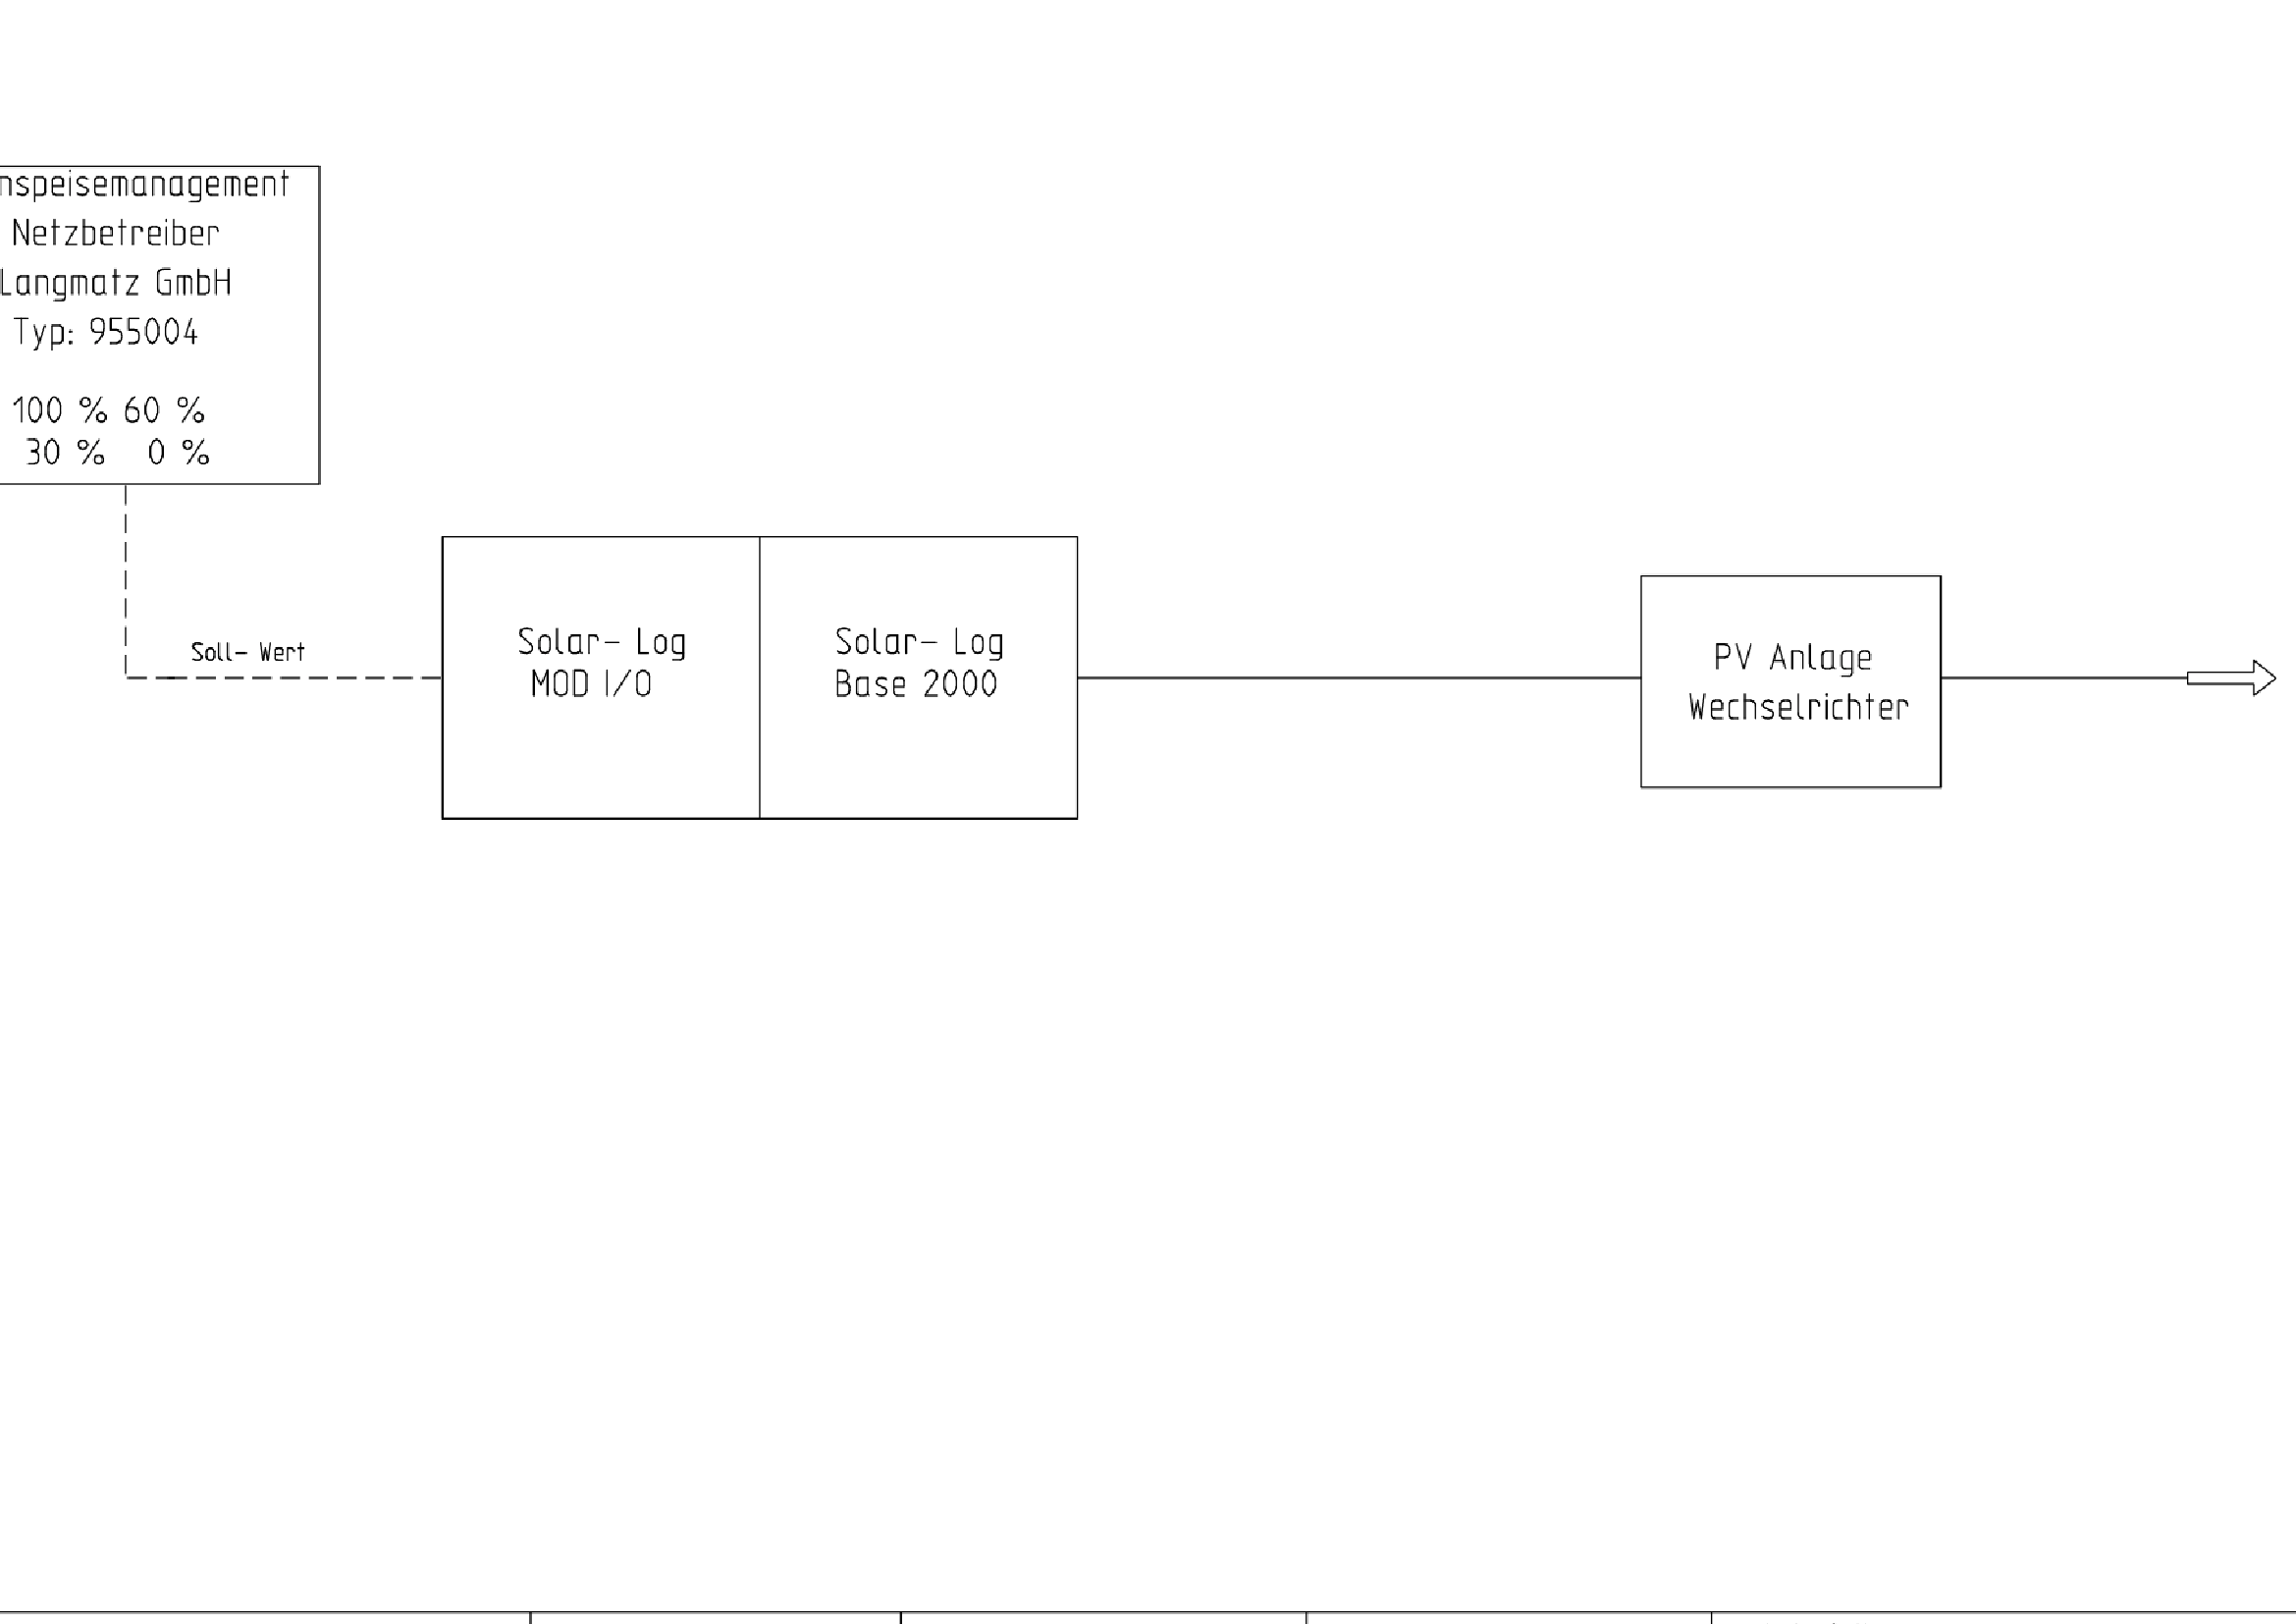 nspeisemanagement
Netzbetreiber
Langmatz GmbH
Typ: 955004
100 % 60 %
30 % 0 %
Soll- Wert
Solar- Log
MOD I/O
Solar- Log
Base 2000
PV Anlage
Wechselrichter